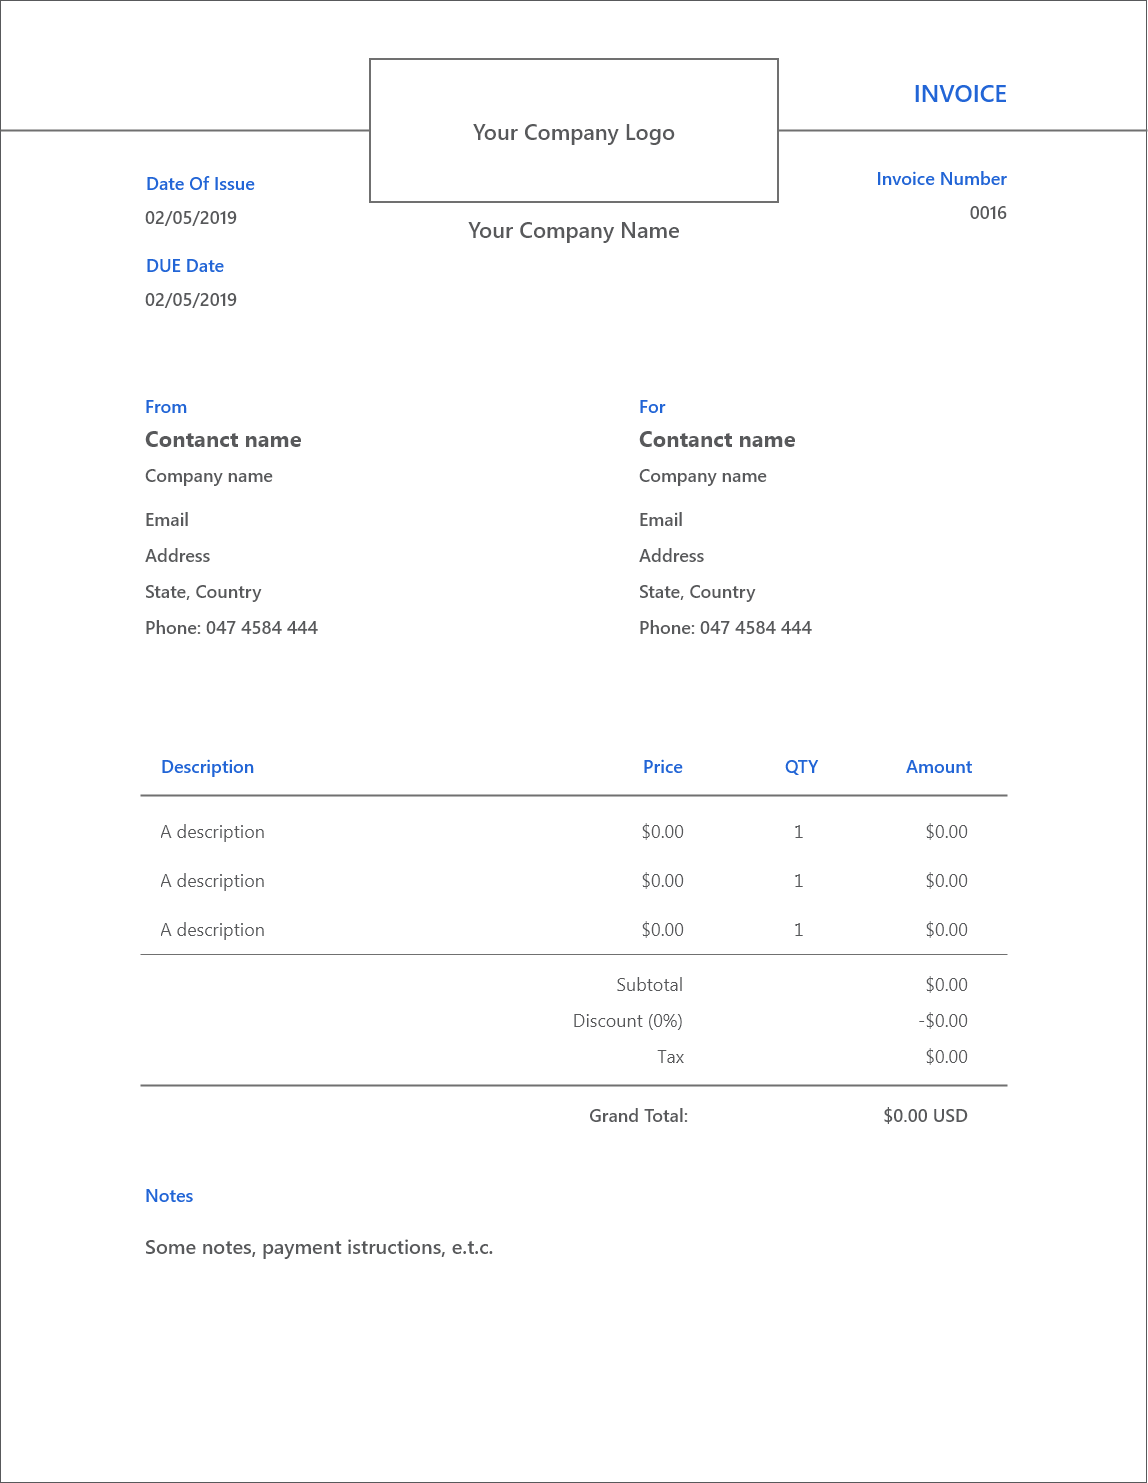 INVOICE
Your Company Logo
Your Company Name
Date Of Issue
02/05/2019
DUE Date
02/05/2019
Invoice Number
0016
From
Contanct name
Company name
Email
Address
State, Country
Phone: 047 4584 444
For
Contanct name
Company name
Email
Address
State, Country
Phone: 047 4584 444
Description Price QTY Amount
A description $0.00 1 $0.00
A description $0.00 1 $0.00
A description $0.00 1 $0.00
Subtotal $0.00
Discount (0%) -$0.00
Tax $0.00
Grand Total: $0.00 USD
Notes
Some notes, payment istructions, e.t.c.